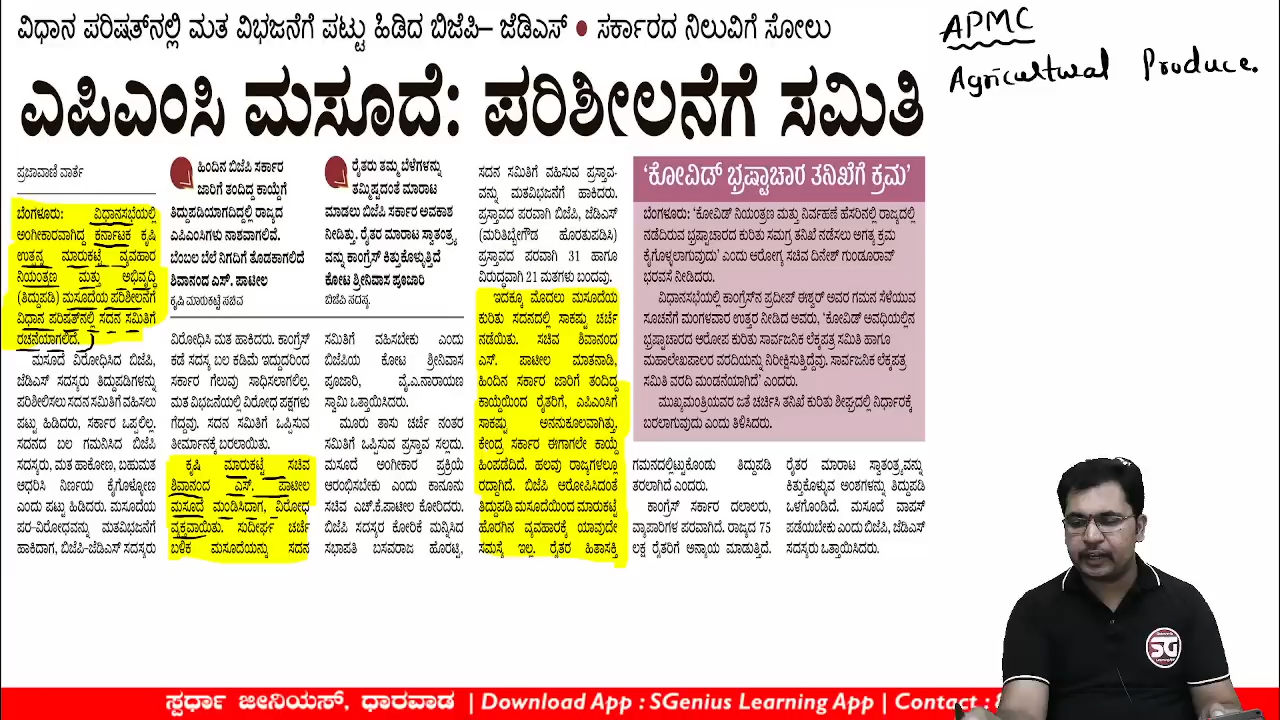 ವಿಧಾನ ಪರಿಷತ್‌ನಲ್ಲಿ ಮತ ವಿಭಜನೆಗೆ ಪಟ್ಟು ಹಿಡಿದ ಬಿಜೆಪಿ– ಜೆಡಿಎಸ್ ● ಸರ್ಕಾರದ ನಿಲುವಿಗೆ ಸೋಲು
ಎಪಿಎಂಸಿ ಮಸೂದೆ: ಪರಿಶೀಲನೆಗೆ ಸಮಿತಿ
APMC
Agricultural Produce.
ಪ್ರಜಾವಾಣಿ ವಾರ್ತೆ
ಬೆಂಗಳೂರು: ವಿಧಾನಸಭೆಯಲ್ಲಿ
ಅಂಗೀಕಾರವಾಗಿದ್ದ ಕರ್ನಾಟಕ ಕೃಷಿ
ಉತ್ಪನ್ನ ಮಾರುಕಟ್ಟೆ ವ್ಯವಹಾರ
ನಿಯಂತ್ರಣ ಮತ್ತು ಅಭಿವೃದ್ಧಿ
(ತಿದ್ದುಪಡಿ) ಮಸೂದೆಯ ಪರಿಶೀಲನೆಗೆ
ವಿಧಾನ ಪರಿಷತ್‌ನಲ್ಲಿ ಸದನ ಸಮಿತಿಗೆ
ರಚನೆಯಾಗಲಿದೆ.
ಮಸೂದೆ ವಿರೋಧಿಸಿದ ಬಿಜೆಪಿ,
ಜೆಡಿಎಸ್ ಸದಸ್ಯರು ತಿದ್ದುಪಡಿಗಳನ್ನು
ಪರಿಶೀಲಿಸಲು ಸದನ ಸಮಿತಿಗೆ ವಹಿಸಲು
ಪಟ್ಟು ಹಿಡಿದರು, ಸರ್ಕಾರ ಒಪ್ಪಲಿಲ್ಲ.
ಸದನದ ಬಲ ಗಮನಿಸಿದ ಬಿಜೆಪಿ
ಸದಸ್ಯರು, ಮತ ಹಾಕೋಣ, ಬಹುಮತ
ಆಧರಿಸಿ ನಿರ್ಣಯ ಕೈಗೊಳ್ಳೋಣ
ಎಂದು ಪಟ್ಟು ಹಿಡಿದರು. ಮಸೂದೆಯ
ಪರ–ವಿರೋಧವನ್ನು ಮತವಿಭಜನೆಗೆ
ಹಾಕಿದಾಗ, ಬಿಜೆಪಿ–ಜೆಡಿಎಸ್ ಸದಸ್ಯರು
ಹಿಂದಿನ ಬಿಜೆಪಿ ಸರ್ಕಾರ
ಜಾರಿಗೆ ತಂದಿದ್ದ ಕಾಯ್ದೆಗೆ
ತಿದ್ದುಪಡಿಯಾಗದಿದ್ದಲ್ಲಿ ರಾಜ್ಯದ
ಎಪಿಎಂಸಿಗಳು ನಾಶವಾಗಲಿವೆ.
ಬೆಂಬಲ ಬೆಲೆ ನಿಗದಿಗೆ ತೊಡಕಾಗಲಿದೆ
ಶಿವಾನಂದ ಎಸ್. ಪಾಟೀಲ
ಕೃಷಿ ಮಾರುಕಟ್ಟೆ ಸಚಿವ
ರೈತರು ತಮ್ಮ ಬೆಳೆಗಳನ್ನು
ತಮ್ಮಿಷ್ಟದಂತೆ ಮಾರಾಟ
ಮಾಡಲು ಬಿಜೆಪಿ ಸರ್ಕಾರ ಅವಕಾಶ
ನೀಡಿತ್ತು. ರೈತರ ಮಾರಾಟ ಸ್ವಾತಂತ್ರ್ಯ
ವನ್ನು ಕಾಂಗ್ರೆಸ್ ಕಿತ್ತುಕೊಳ್ಳುತ್ತಿದೆ
ಕೋಟ ಶ್ರೀನಿವಾಸ ಪೂಜಾರಿ
ಬಿಜೆಪಿ ಸದಸ್ಯ
ವಿರೋಧಿಸಿ ಮತ ಹಾಕಿದರು. ಕಾಂಗ್ರೆಸ್
ಕಡೆ ಸದಸ್ಯ ಬಲ ಕಡಿಮೆ ಇದ್ದುದರಿಂದ
ಸರ್ಕಾರ ಗೆಲುವು ಸಾಧಿಸಲಾಗಲಿಲ್ಲ.
ಮತ ವಿಭಜನೆಯಲ್ಲಿ ವಿರೋಧ ಪಕ್ಷಗಳು
ಗೆದ್ದವು. ಸದನ ಸಮಿತಿಗೆ ಒಪ್ಪಿಸುವ
ತೀರ್ಮಾನಕ್ಕೆ ಬರಲಾಯಿತು.
ಕೃಷಿ ಮಾರುಕಟ್ಟೆ ಸಚಿವ
ಶಿವಾನಂದ ಎಸ್. ಪಾಟೀಲ
ಮಸೂದೆ ಮಂಡಿಸಿದಾಗ, ವಿರೋಧ
ವ್ಯಕ್ತವಾಯಿತು. ಸುದೀರ್ಘ ಚರ್ಚೆ
ಬಳಿಕ ಮಸೂದೆಯನ್ನು ಸದನ
ಸಮಿತಿಗೆ ವಹಿಸಬೇಕು ಎಂದು
ಬಿಜೆಪಿಯ ಕೋಟ ಶ್ರೀನಿವಾಸ
ಪೂಜಾರಿ, ವೈ.ಎ.ನಾರಾಯಣ
ಸ್ವಾಮಿ ಒತ್ತಾಯಿಸಿದರು.
ಮೂರು ತಾಸು ಚರ್ಚೆ ನಂತರ
ಸಮಿತಿಗೆ ಒಪ್ಪಿಸುವ ಪ್ರಸ್ತಾವ ಸಲ್ಲದು.
ಮಸೂದೆ ಅಂಗೀಕಾರ ಪ್ರಕ್ರಿಯೆ
ಆರಂಭಿಸಬೇಕು ಎಂದು ಕಾನೂನು
ಸಚಿವ ಎಚ್.ಕೆ.ಪಾಟೀಲ ಕೋರಿದರು.
ಬಿಜೆಪಿ ಸದಸ್ಯರ ಕೋರಿಕೆ ಮನ್ನಿಸಿದ
ಸಭಾಪತಿ ಬಸವರಾಜ ಹೊರಟ್ಟಿ,
ಸದನ ಸಮಿತಿಗೆ ವಹಿಸುವ ಪ್ರಸ್ತಾವ-
ವನ್ನು ಮತವಿಭಜನೆಗೆ ಹಾಕಿದರು.
ಪ್ರಸ್ತಾವದ ಪರವಾಗಿ ಬಿಜೆಪಿ, ಜೆಡಿಎಸ್
(ಮರಿತಿಬ್ಬೇಗೌಡ ಹೊರತುಪಡಿಸಿ)
ಪ್ರಸ್ತಾವದ ಪರವಾಗಿ 31 ಹಾಗೂ
ವಿರುದ್ಧವಾಗಿ 21 ಮತಗಳು ಬಂದವು.
ಇದಕ್ಕೂ ಮೊದಲು ಮಸೂದೆಯ
ಕುರಿತು ಸದನದಲ್ಲಿ ಸಾಕಷ್ಟು ಚರ್ಚೆ
ನಡೆಯಿತು. ಸಚಿವ ಶಿವಾನಂದ
ಎಸ್. ಪಾಟೀಲ ಮಾತನಾಡಿ,
ಹಿಂದಿನ ಸರ್ಕಾರ ಜಾರಿಗೆ ತಂದಿದ್ದ
ಕಾಯ್ದೆಯಿಂದ ರೈತರಿಗೆ, ಎಪಿಎಂಸಿಗೆ
ಸಾಕಷ್ಟು ಅನನುಕೂಲವಾಗಿತ್ತು.
ಕೇಂದ್ರ ಸರ್ಕಾರ ಈಗಾಗಲೇ ಕಾಯ್ದೆ
ಹಿಂಪಡೆದಿದೆ. ಹಲವು ರಾಜ್ಯಗಳಲ್ಲೂ
ರದ್ದಾಗಿದೆ. ಬಿಜೆಪಿ ಆರೋಪಿಸಿದಂತೆ
ತಿದ್ದುಪಡಿ ಮಸೂದೆಯಿಂದ ಮಾರುಕಟ್ಟೆ
ಹೊರಗಿನ ವ್ಯವಹಾರಕ್ಕೆ ಯಾವುದೇ
ಸಮಸ್ಯೆ ಇಲ್ಲ. ರೈತರ ಹಿತಾಸಕ್ತಿ
‘ಕೋವಿಡ್ ಭ್ರಷ್ಟಾಚಾರ ತನಿಖೆಗೆ ಕ್ರಮ’
ಬೆಂಗಳೂರು: ‘ಕೋವಿಡ್ ನಿಯಂತ್ರಣ ಮತ್ತು ನಿರ್ವಹಣೆ ಹೆಸರಿನಲ್ಲಿ ರಾಜ್ಯದಲ್ಲಿ
ನಡೆದಿರುವ ಭ್ರಷ್ಟಾಚಾರದ ಕುರಿತು ಸಮಗ್ರ ತನಿಖೆ ನಡೆಸಲು ಅಗತ್ಯ ಕ್ರಮ
ಕೈಗೊಳ್ಳಲಾಗುವುದು’ ಎಂದು ಆರೋಗ್ಯ ಸಚಿವ ದಿನೇಶ್ ಗುಂಡೂರಾವ್
ಭರವಸೆ ನೀಡಿದರು.
ವಿಧಾನಸಭೆಯಲ್ಲಿ ಕಾಂಗ್ರೆಸ್‌ನ ಪ್ರದೀಪ ಈಶ್ವರ್ ಅವರ ಗಮನ ಸೆಳೆಯುವ
ಸೂಚನೆಗೆ ಮಂಗಳವಾರ ಉತ್ತರ ನೀಡಿದ ಅವರು, ‘ಕೋವಿಡ್ ಅವಧಿಯಲ್ಲಿನ
ಭ್ರಷ್ಟಾಚಾರದ ಆರೋಪ ಕುರಿತು ಸಾರ್ವಜನಿಕ ಲೆಕ್ಕಪತ್ರ ಸಮಿತಿ ಹಾಗೂ
ಮಹಾಲೇಖಪಾಲರ ವರದಿಯನ್ನು ನಿರೀಕ್ಷಿಸುತ್ತಿದ್ದೆವು. ಸಾರ್ವಜನಿಕ ಲೆಕ್ಕಪತ್ರ
ಸಮಿತಿ ವರದಿ ಮಂಡನೆಯಾಗಿದೆ’ ಎಂದರು.
ಮುಖ್ಯಮಂತ್ರಿಯವರ ಜತೆ ಚರ್ಚಿಸಿ ತನಿಖೆ ಕುರಿತು ಶೀಘ್ರದಲ್ಲಿ ನಿರ್ಧಾರಕ್ಕೆ
ಬರಲಾಗುವುದು ಎಂದು ತಿಳಿಸಿದರು.
ಗಮನದಲ್ಲಿಟ್ಟುಕೊಂಡು ತಿದ್ದುಪಡಿ
ತರಲಾಗಿದೆ ಎಂದರು.
ಕಾಂಗ್ರೆಸ್ ಸರ್ಕಾರ ದಲಾಲರು,
ವ್ಯಾಪಾರಿಗಳ ಪರವಾಗಿದೆ. ರಾಜ್ಯದ 75
ಲಕ್ಷ ರೈತರಿಗೆ ಅನ್ಯಾಯ ಮಾಡುತ್ತಿದೆ.
ರೈತರ ಮಾರಾಟ ಸ್ವಾತಂತ್ರ್ಯವನ್ನು
ಕಿತ್ತುಕೊಳ್ಳುವ ಅಂಶಗಳನ್ನು ತಿದ್ದುಪಡಿ
ಒಳಗೊಂಡಿದೆ. ಮಸೂದೆ ವಾಪಸ್
ಪಡೆಯಬೇಕು ಎಂದು ಬಿಜೆಪಿ, ಜೆಡಿಎಸ್
ಸದಸ್ಯರು ಒತ್ತಾಯಿಸಿದರು.
SG
ಸ್ಪರ್ಧಾ ಜೀನಿಯಸ್, ಧಾರವಾಡ | Download App : SGenius Learning App | Contact :